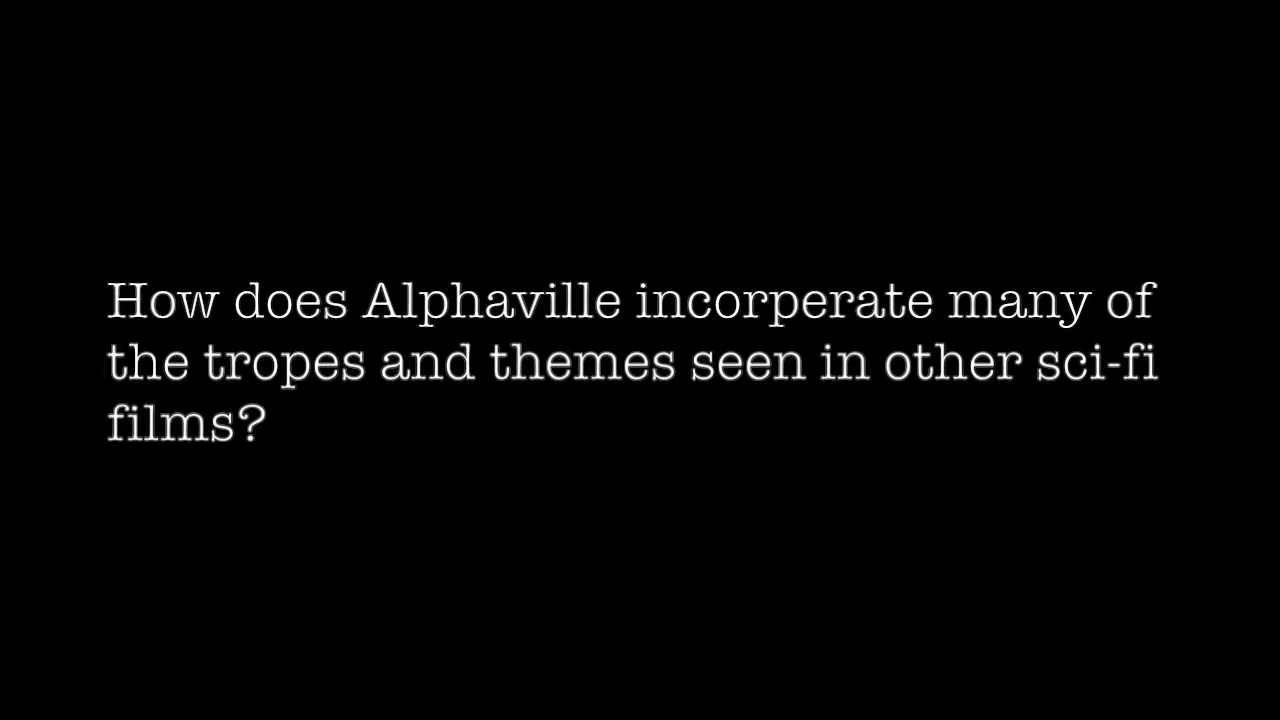 How does Alphaville incorperate many of
the tropes and themes seen in other sci-fi
films?